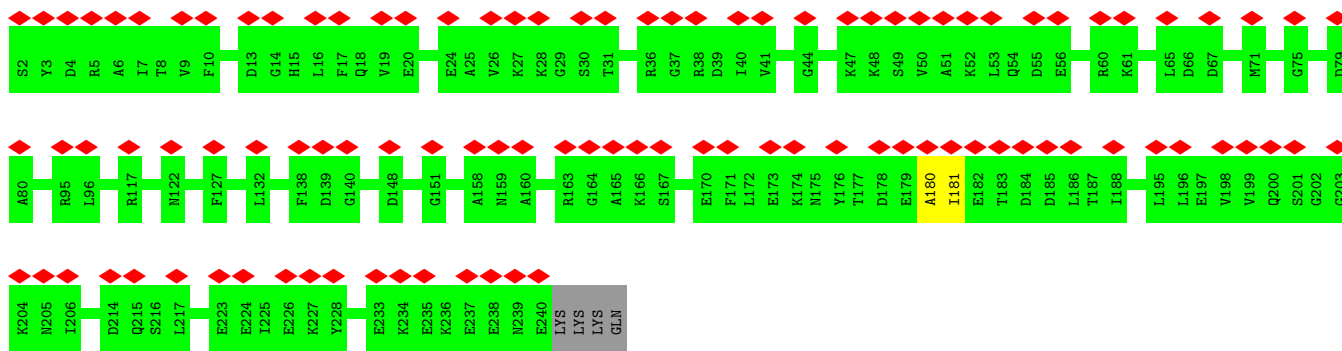 S2 Y3 D4 R5 A6 I7 T8 V9 F10 D13 G14 H15 L16 F17 Q18 V19 E20 E24 A25 V26 K27 K28 G29 S30 T31 R36 G37 R38 D39 I40 V41 G44 K47 K48 S49 V50 A51 K52 L53 Q54 D55 E56 R60 K61 L65 D66 D67 M71 G75 D79
A80 R95 L96 R117 N122 F127 L132 F138 D139 G140 D148 G151 A158 N159 A160 R163 G164 A165 K166 S167 E170 F171 L172 E173 K174 N175 Y176 T177 D178 E179 A180 I181 E182 T183 D184 D185 L186 T187 I188 L195 L196 E197 V198 V199 Q200 S201 G202 G203
K204 N205 I206 D214 Q215 S216 L217 E223 E224 I225 E226 K227 Y228 E233 K234 E235 K236 E237 E238 N239 E240 LYS LYS LYS GLN